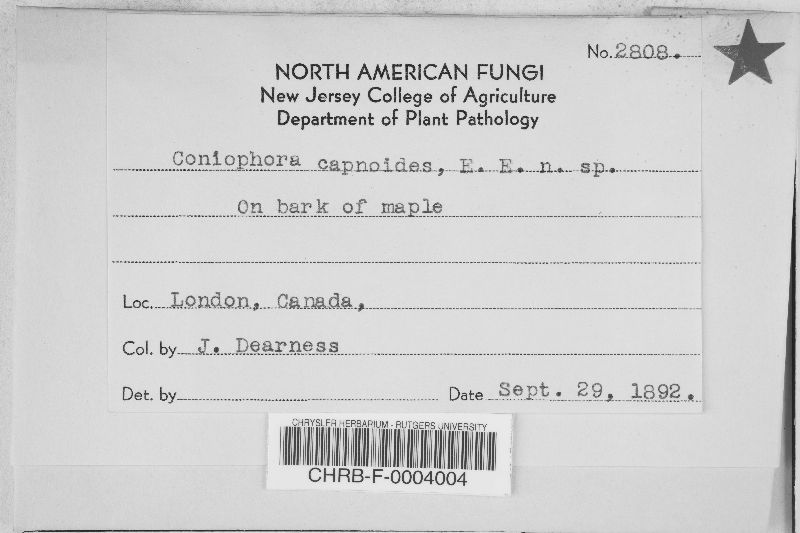 No. 2808.
NORTH AMERICAN FUNGI
New Jersey College of Agriculture
Department of Plant Pathology
Coniophora capnoides, E. E. n. sp.
On bark of maple
Loc. London, Canada,
Col. by J. Dearness
Det. by
Date Sept. 29, 1892.
CHRYSLER HERBARIUM - RUTGERS UNIVERSITY
CHRB-F-0004004